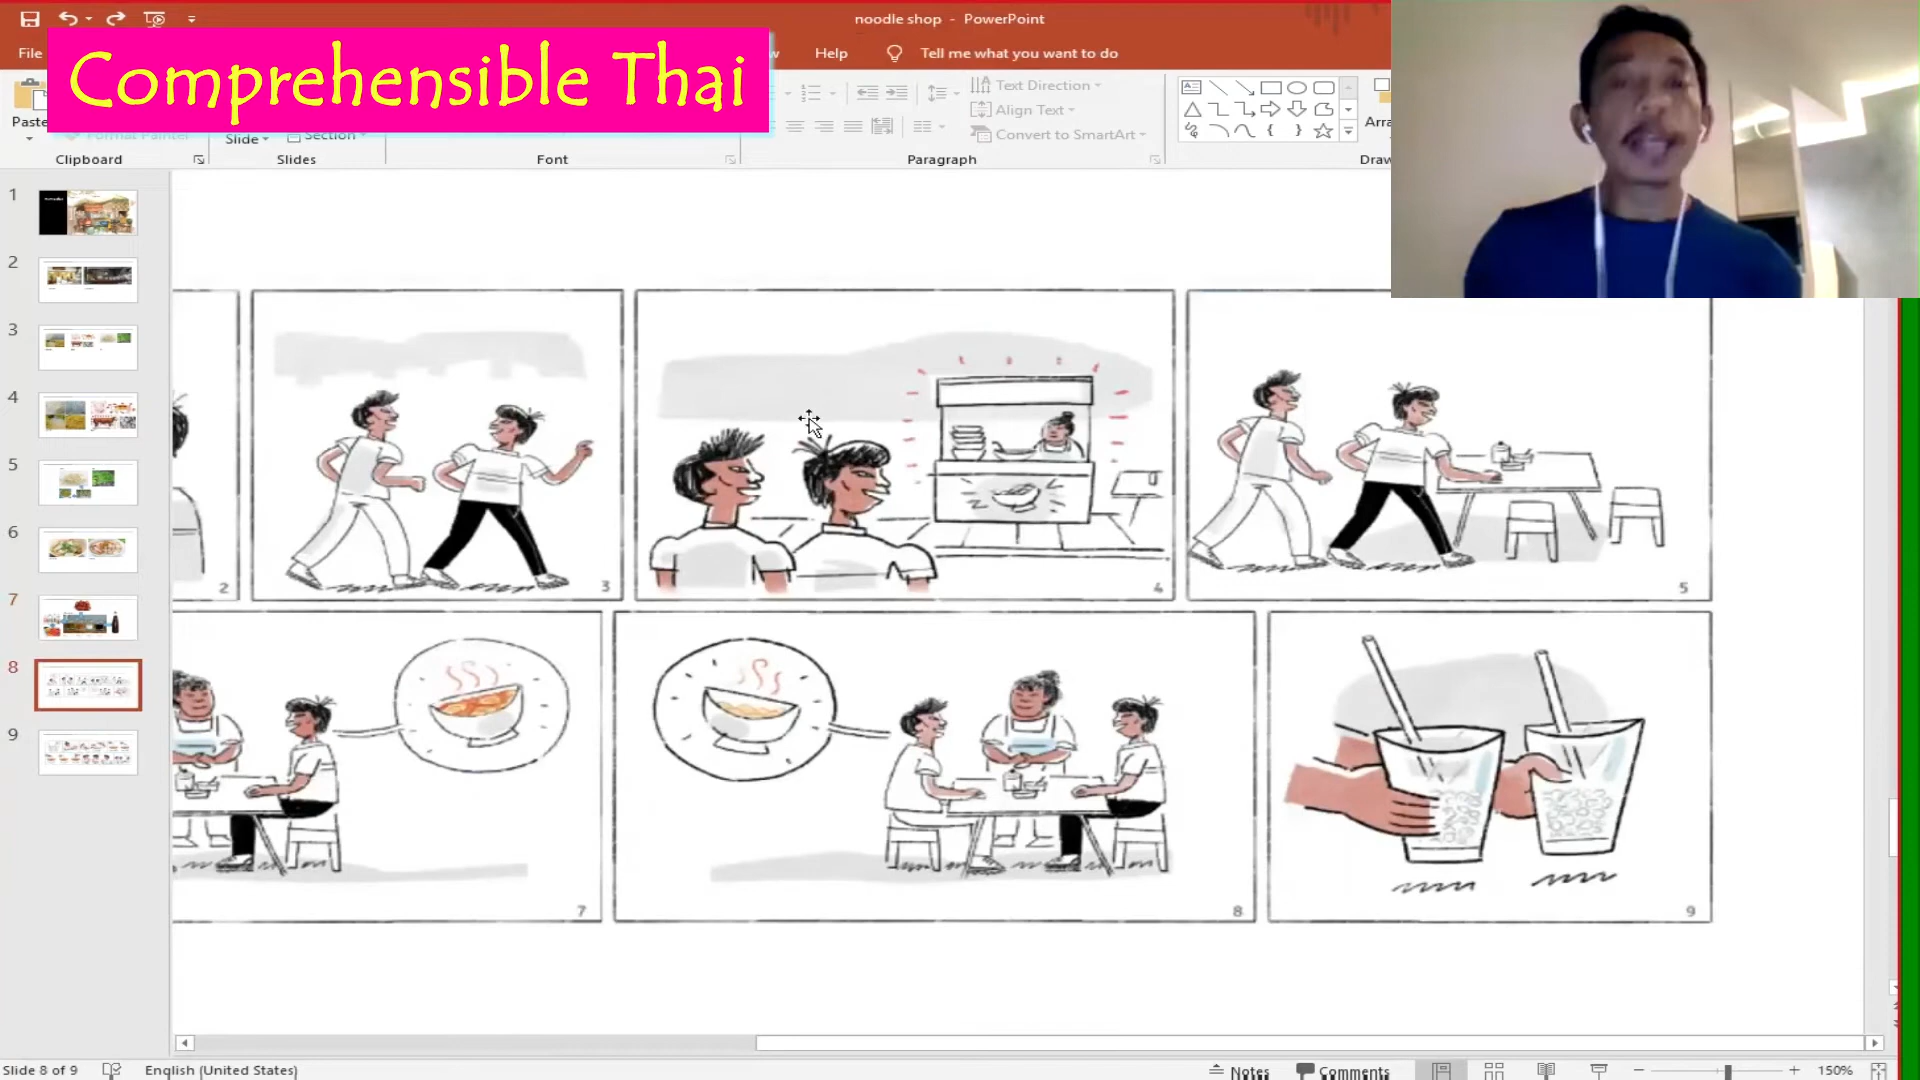 noodle shop - PowerPoint
File
Help
Tell me what you want to do
Comprehensible Thai
Paste
Format Painter
Slide
Section
Text Direction
Align Text
Convert to SmartArt
Clipboard
Slides
Font
Paragraph
1
2
3
4
5
6
7
8
9
2
3
4
5
7
8
9
Slide 8 of 9
English (United States)
Notes
Comments
150%